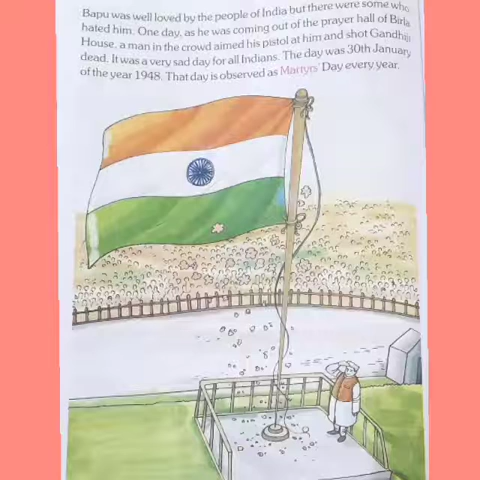 Bapu was well loved by the people of India but there were some who
hated him. One day, as he was coming out of the prayer hall of Birla
House, a man in the crowd aimed his pistol at him and shot Gandhiji
dead. It was a very sad day for all Indians. The day was 30th January
of the year 1948. That day is observed as Martyrs' Day every year.